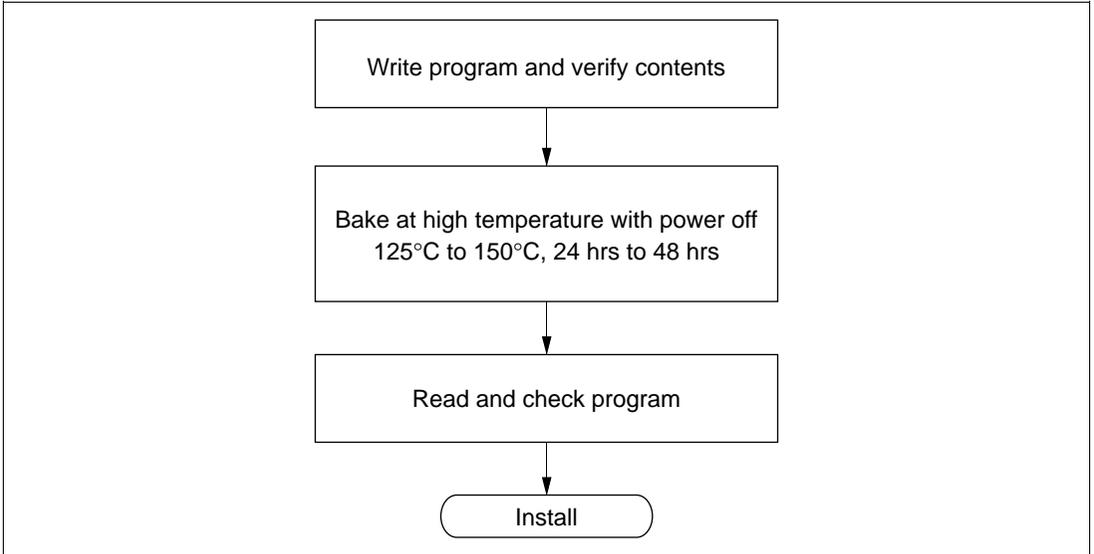 Write program and verify contents
Bake at high temperature with power off
125°C to 150°C, 24 hrs to 48 hrs
Read and check program
Install